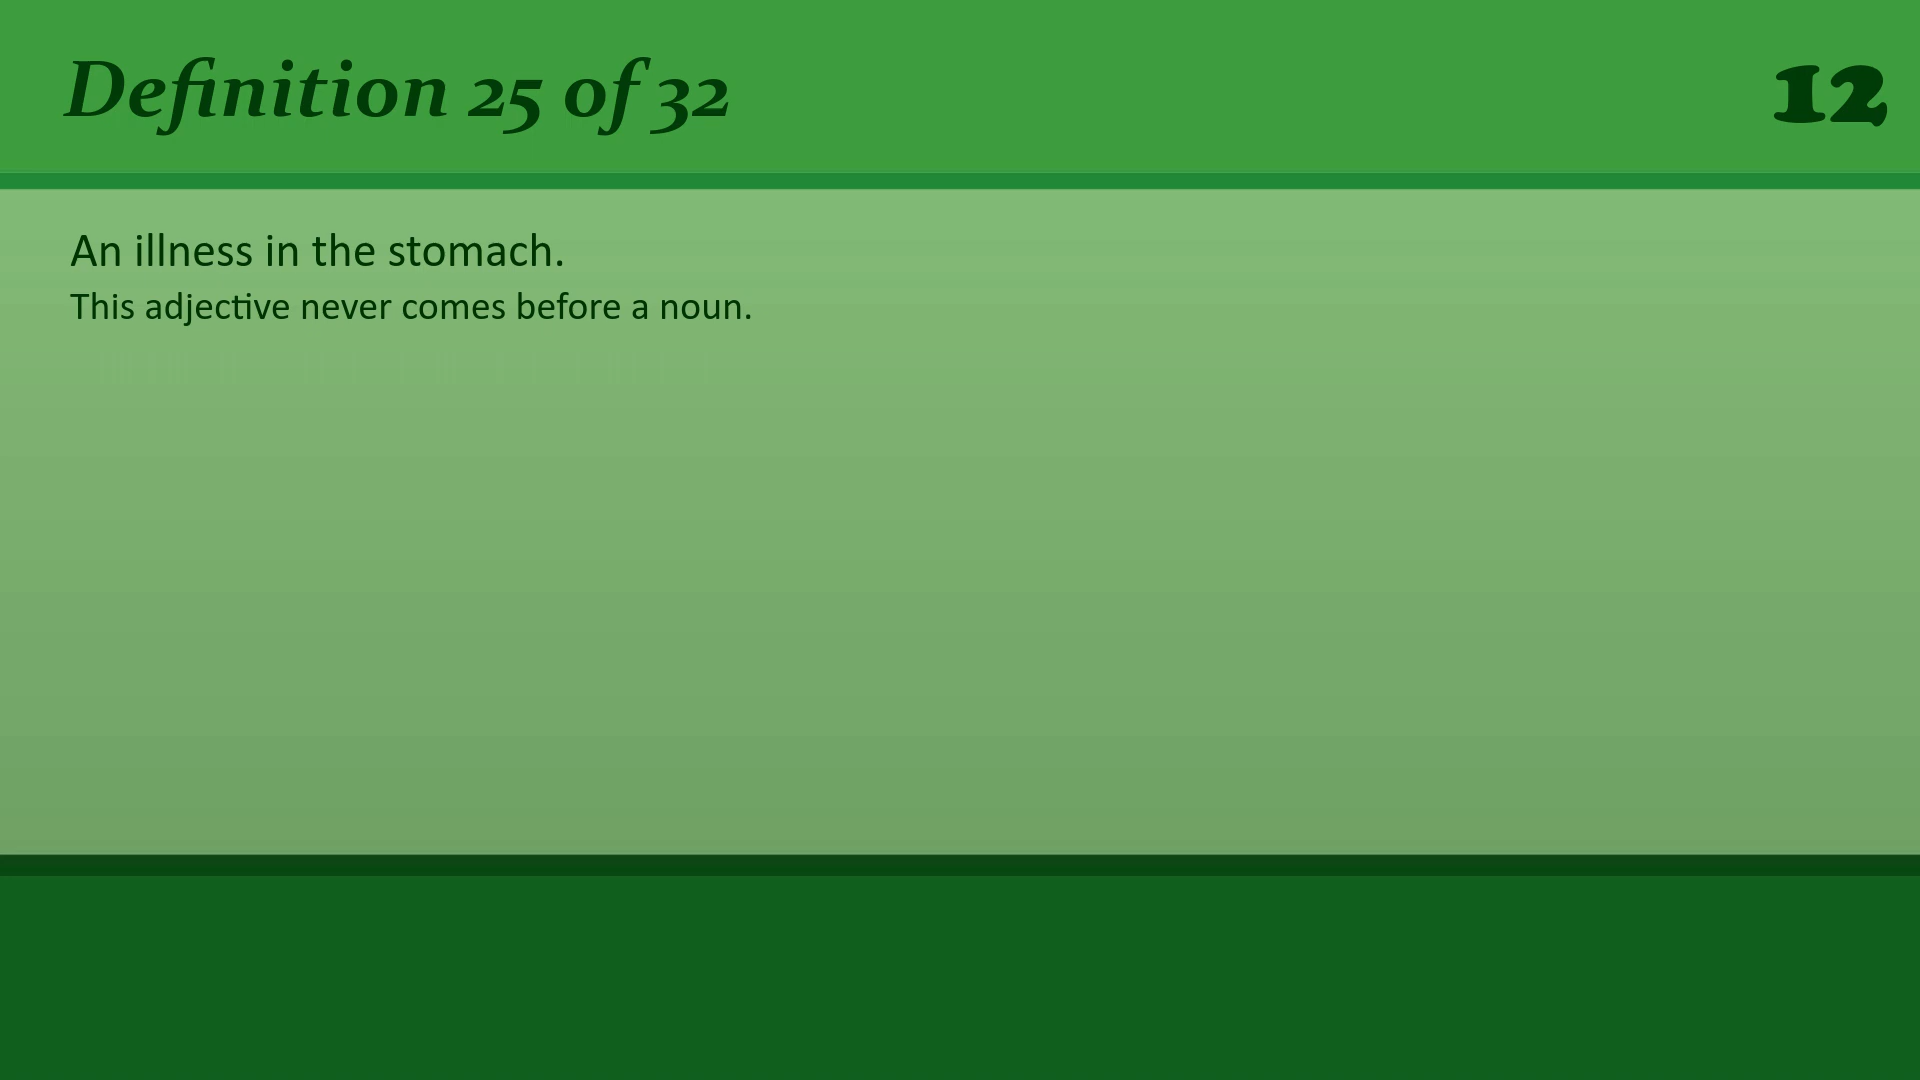 Definition 25 of 32
12
An illness in the stomach.
This adjective never comes before a noun.